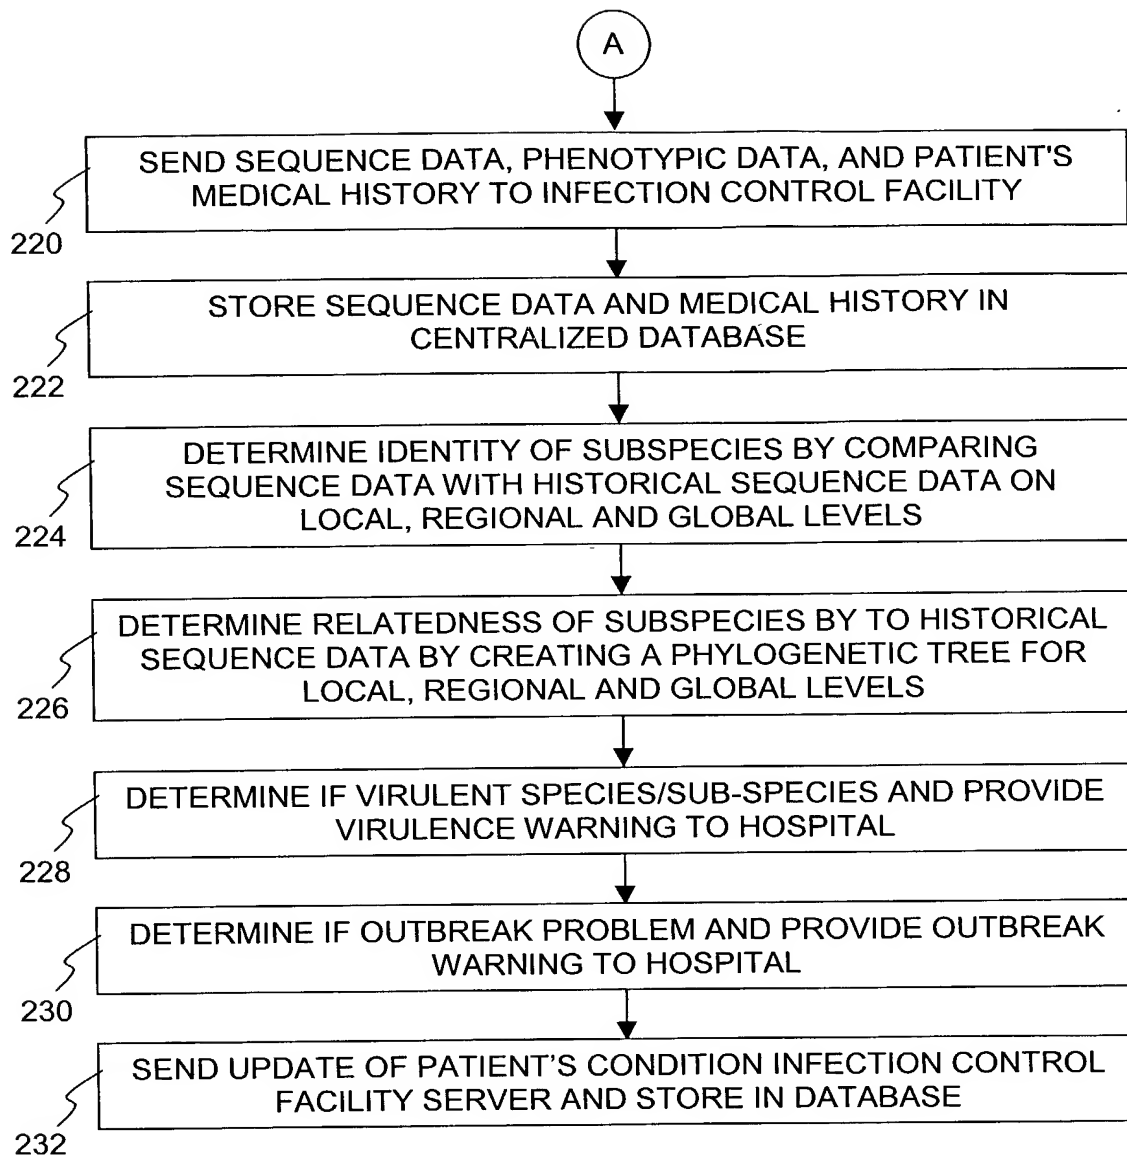 A
SEND SEQUENCE DATA, PHENOTYPIC DATA, AND PATIENT'S
MEDICAL HISTORY TO INFECTION CONTROL FACILITY
220
STORE SEQUENCE DATA AND MEDICAL HISTORY IN
CENTRALIZED DATABASE
222
DETERMINE IDENTITY OF SUBSPECIES BY COMPARING
SEQUENCE DATA WITH HISTORICAL SEQUENCE DATA ON
LOCAL, REGIONAL AND GLOBAL LEVELS
224
DETERMINE RELATEDNESS OF SUBSPECIES BY TO HISTORICAL
SEQUENCE DATA BY CREATING A PHYLOGENETIC TREE FOR
LOCAL, REGIONAL AND GLOBAL LEVELS
226
DETERMINE IF VIRULENT SPECIES/SUB-SPECIES AND PROVIDE
VIRULENCE WARNING TO HOSPITAL
228
DETERMINE IF OUTBREAK PROBLEM AND PROVIDE OUTBREAK
WARNING TO HOSPITAL
230
SEND UPDATE OF PATIENT’S CONDITION INFECTION CONTROL
FACILITY SERVER AND STORE IN DATABASE
232